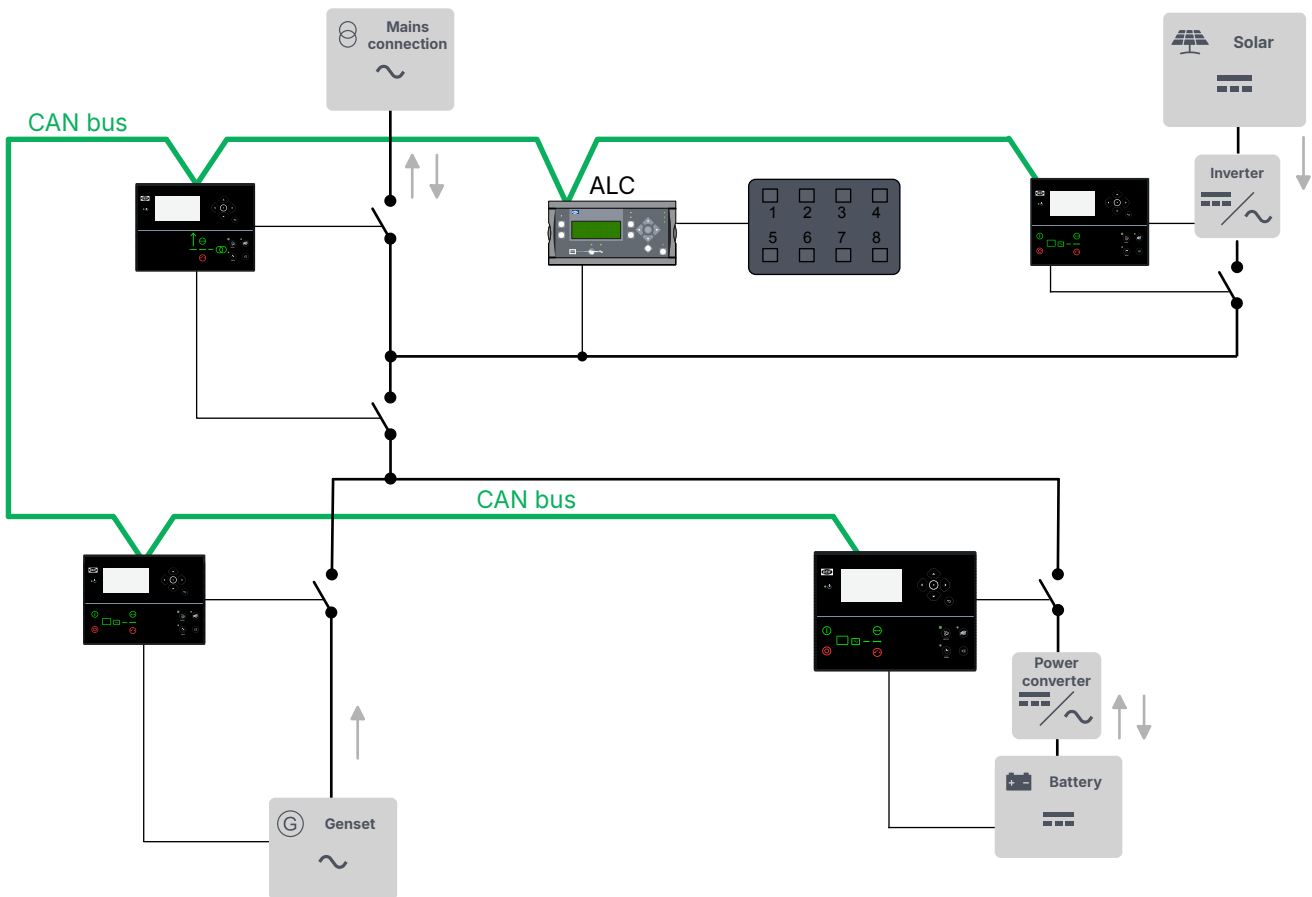 Mains
connection
Solar
CAN bus
Inverter
ALC
1 2 3 4
5 6 7 8
CAN bus
Power
converter
Battery
G Genset